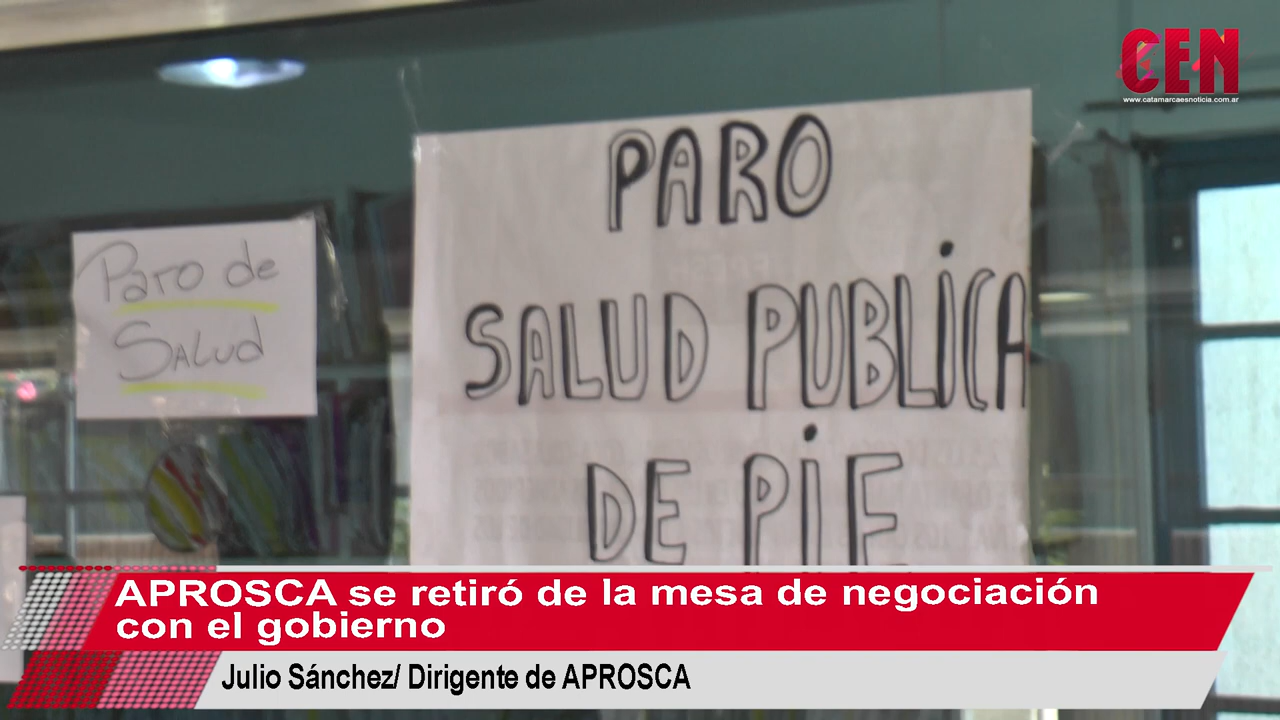 CEN
www.catamarcaesnoticia.com.ar
PARO
SALUD PUBLICA
DE PIE
Paro de
SALUD
APROSCA se retiró de la mesa de negociación
con el gobierno
Julio Sánchez/ Dirigente de APROSCA